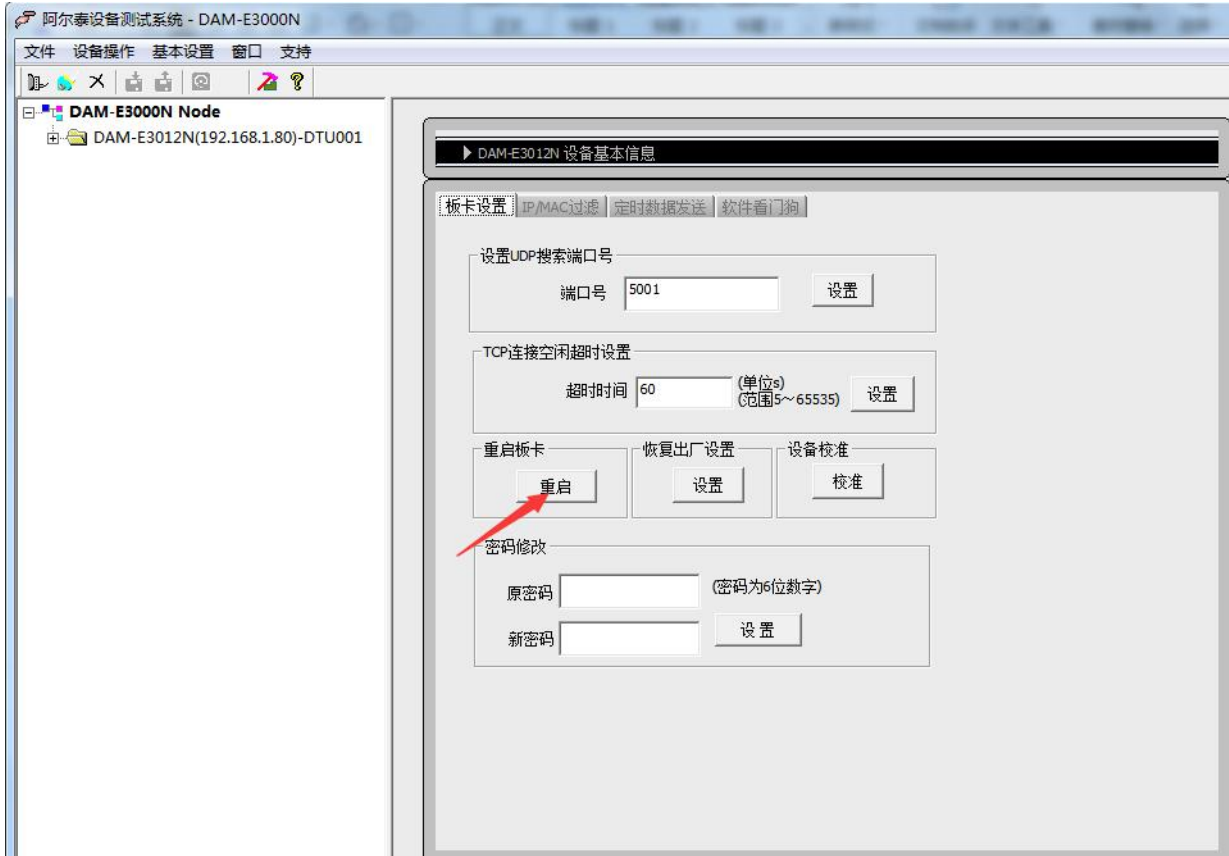 阿尔泰设备测试系统 - DAM-E3000N
文件 设备操作 基本设置 窗口 支持
DAM-E3000N Node
DAM-E3012N(192.168.1.80)-DTU001
DAM-E3012N 设备基本信息
板卡设置 IP/MAC过滤 定时数据发送 软件看门狗
设置UDP搜索端口号
端口号 5001 设置
TCP连接空闲超时设置
超时时间 60 (单位s)
(范围5~65535) 设置
重启板卡 恢复出厂设置 设备校准
重启 设置 校准
密码修改
原密码 (密码为6位数字)
新密码 设 置